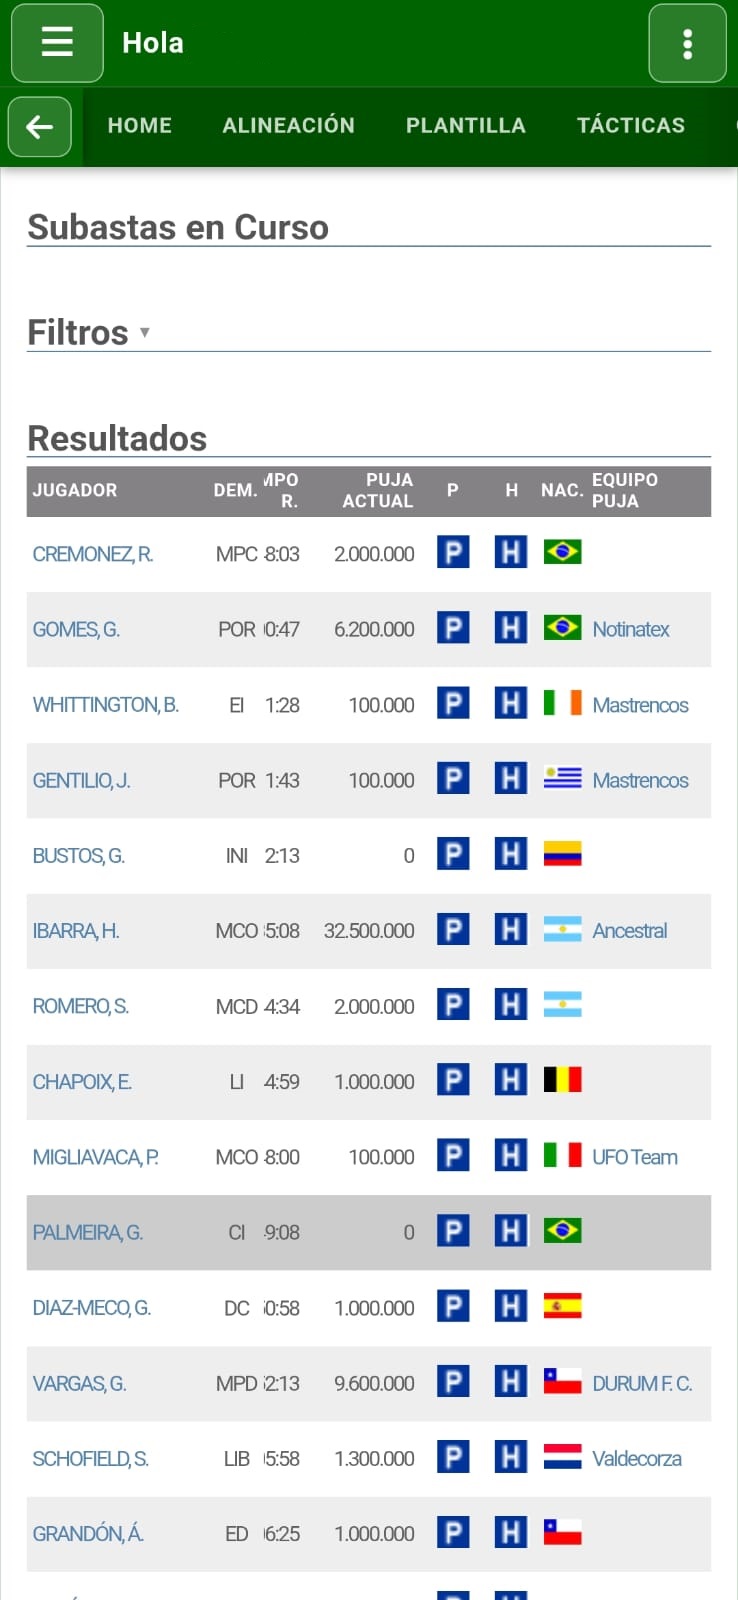 Hola
HOME ALINEACIÓN PLANTILLA TÁCTICAS
Subastas en Curso
Filtros ▾
Resultados
JUGADOR DEM. MPO R. PUJA ACTUAL P H NAC. EQUIPO PUJA
CREMONEZ, R. MPC 8:03 2.000.000 P H
GOMES, G. POR 0:47 6.200.000 P H Notinatex
WHITTINGTON, B. EI 1:28 100.000 P H Mastrencos
GENTILIO, J. POR 1:43 100.000 P H Mastrencos
BUSTOS, G. INI 2:13 0 P H
IBARRA, H. MCO 5:08 32.500.000 P H Ancestral
ROMERO, S. MCD 4:34 2.000.000 P H
CHAPOIX, E. LI 4:59 1.000.000 P H
MIGLIAVACA, P. MCO 8:00 100.000 P H UFO Team
PALMEIRA, G. CI 9:08 0 P H
DIAZ-MECO, G. DC 0:58 1.000.000 P H
VARGAS, G. MPD 2:13 9.600.000 P H DURUM F. C.
SCHOFIELD, S. LIB 5:58 1.300.000 P H Valdecorza
GRANDÓN, Á. ED 6:25 1.000.000 P H